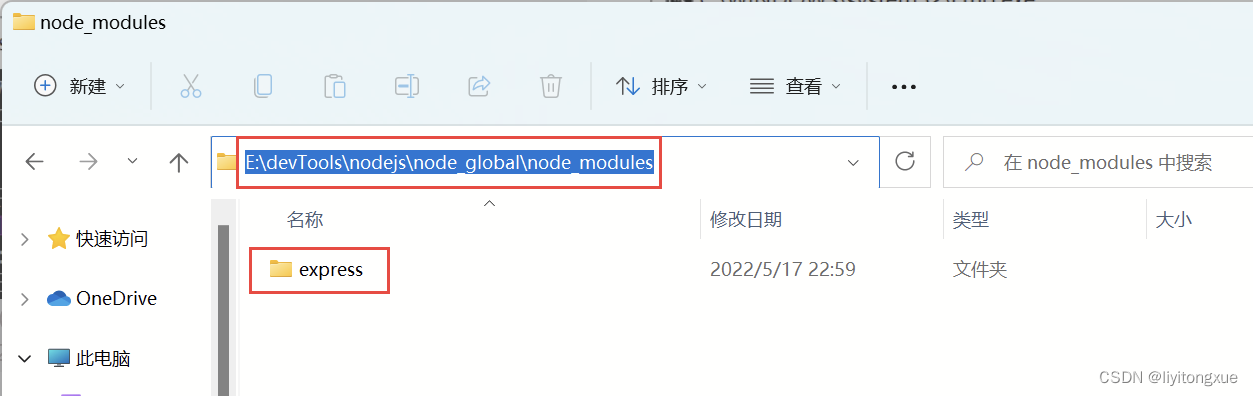 node_modules
新建
排序
查看
E:\devTools\nodejs\node_global\node_modules
在 node_modules 中搜索
名称
修改日期
类型
大小
快速访问
express
2022/5/17 22:59
文件夹
OneDrive
此电脑
CSDN @liyitongxue